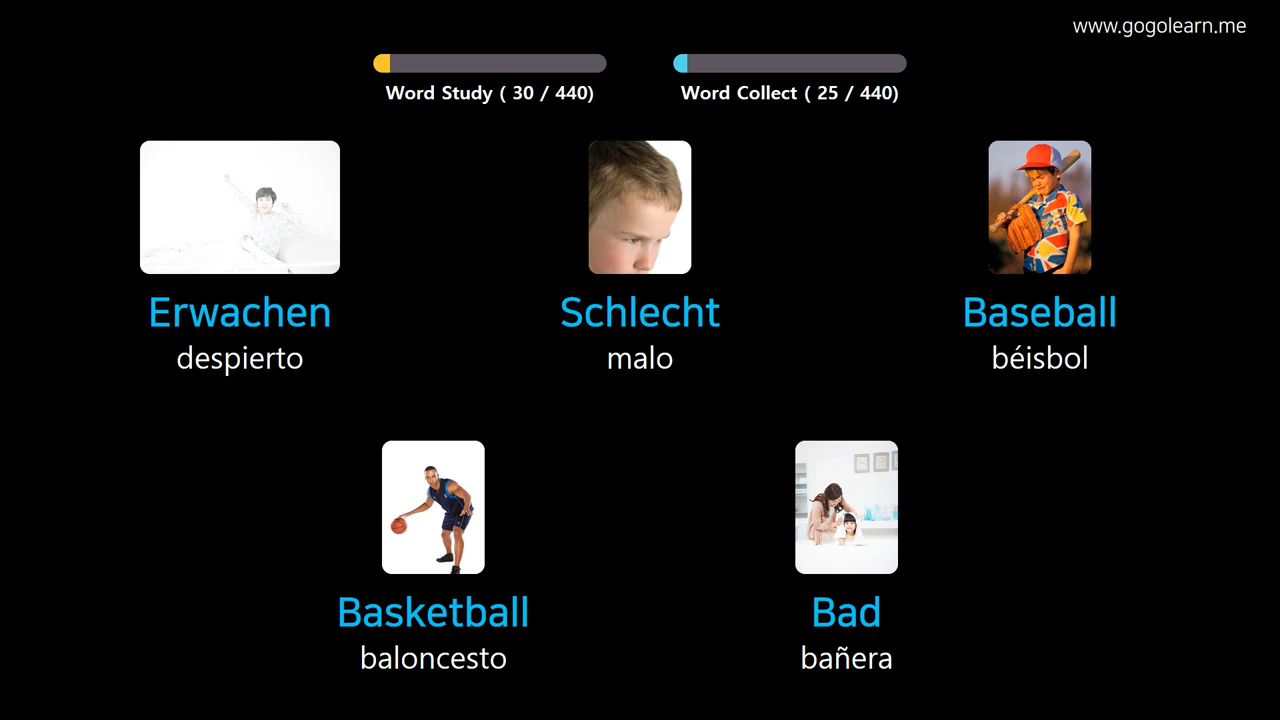 www.gogolearn.me
Word Study ( 30 / 440)
Word Collect ( 25 / 440)
Erwachen
despierto
Schlecht
malo
Baseball
béisbol
Basketball
baloncesto
Bad
bañera